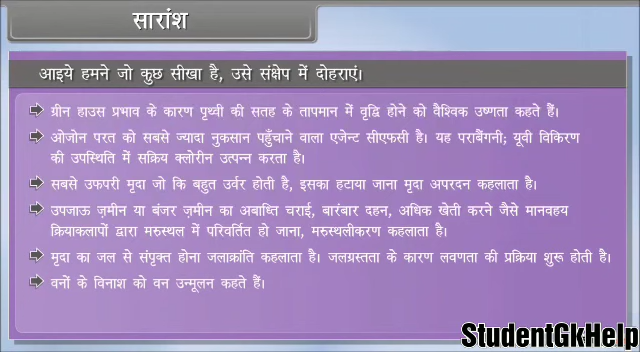 सारांश
आइये हमने जो कुछ सीखा है, उसे संक्षेप में दोहराएं।
ग्रीन हाउस प्रभाव के कारण पृथ्वी की सतह के तापमान में वृद्वि होने को वैश्विक उष्णता कहते हैं।
ओजोन परत को सबसे ज्यादा नुकसान पहुँचाने वाला एजेन्ट सीएफसी है। यह पराबैंगनी; यूवी विकिरण
की उपस्थिति में सक्रिय क्लोरीन उत्पन्न करता है।
सबसे उफपरी मृदा जो कि बहुत उर्वर होती है, इसका हटाया जाना मृदा अपरदन कहलाता है।
उपजाऊ ज़मीन या बंजर ज़मीन का अबाध्ति चराई, बारंबार दहन, अधिक खेती करने जैसे मानवहय
क्रियाकलापों द्वारा मरुस्थल में परिवर्तित हो जाना, मरुस्थलीकरण कहलाता है।
मृदा का जल से संपृक्त होना जलाक्रांति कहलाता है। जलग्रस्तता के कारण लवणता की प्रक्रिया शुरू होती है।
वनों के विनाश को वन उन्मूलन कहते हैं।
StudentGkHelp